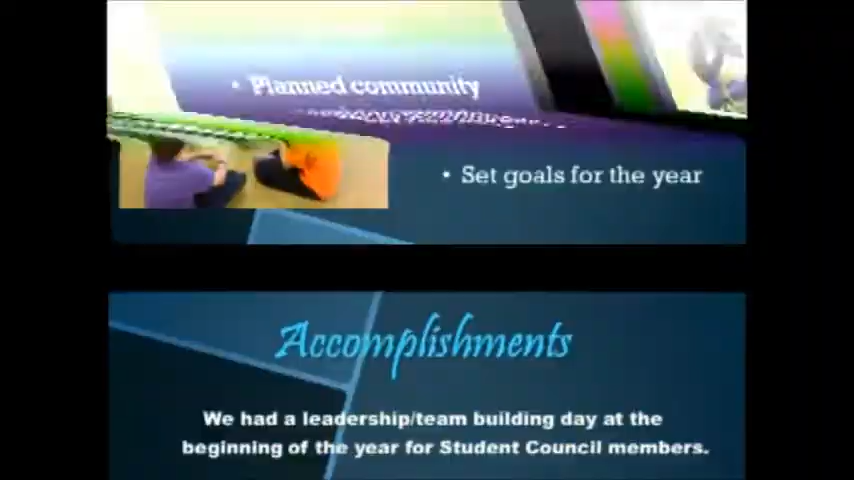 • Planned community
• Set goals for the year
Accomplishments
We had a leadership/team building day at the
beginning of the year for Student Council members.